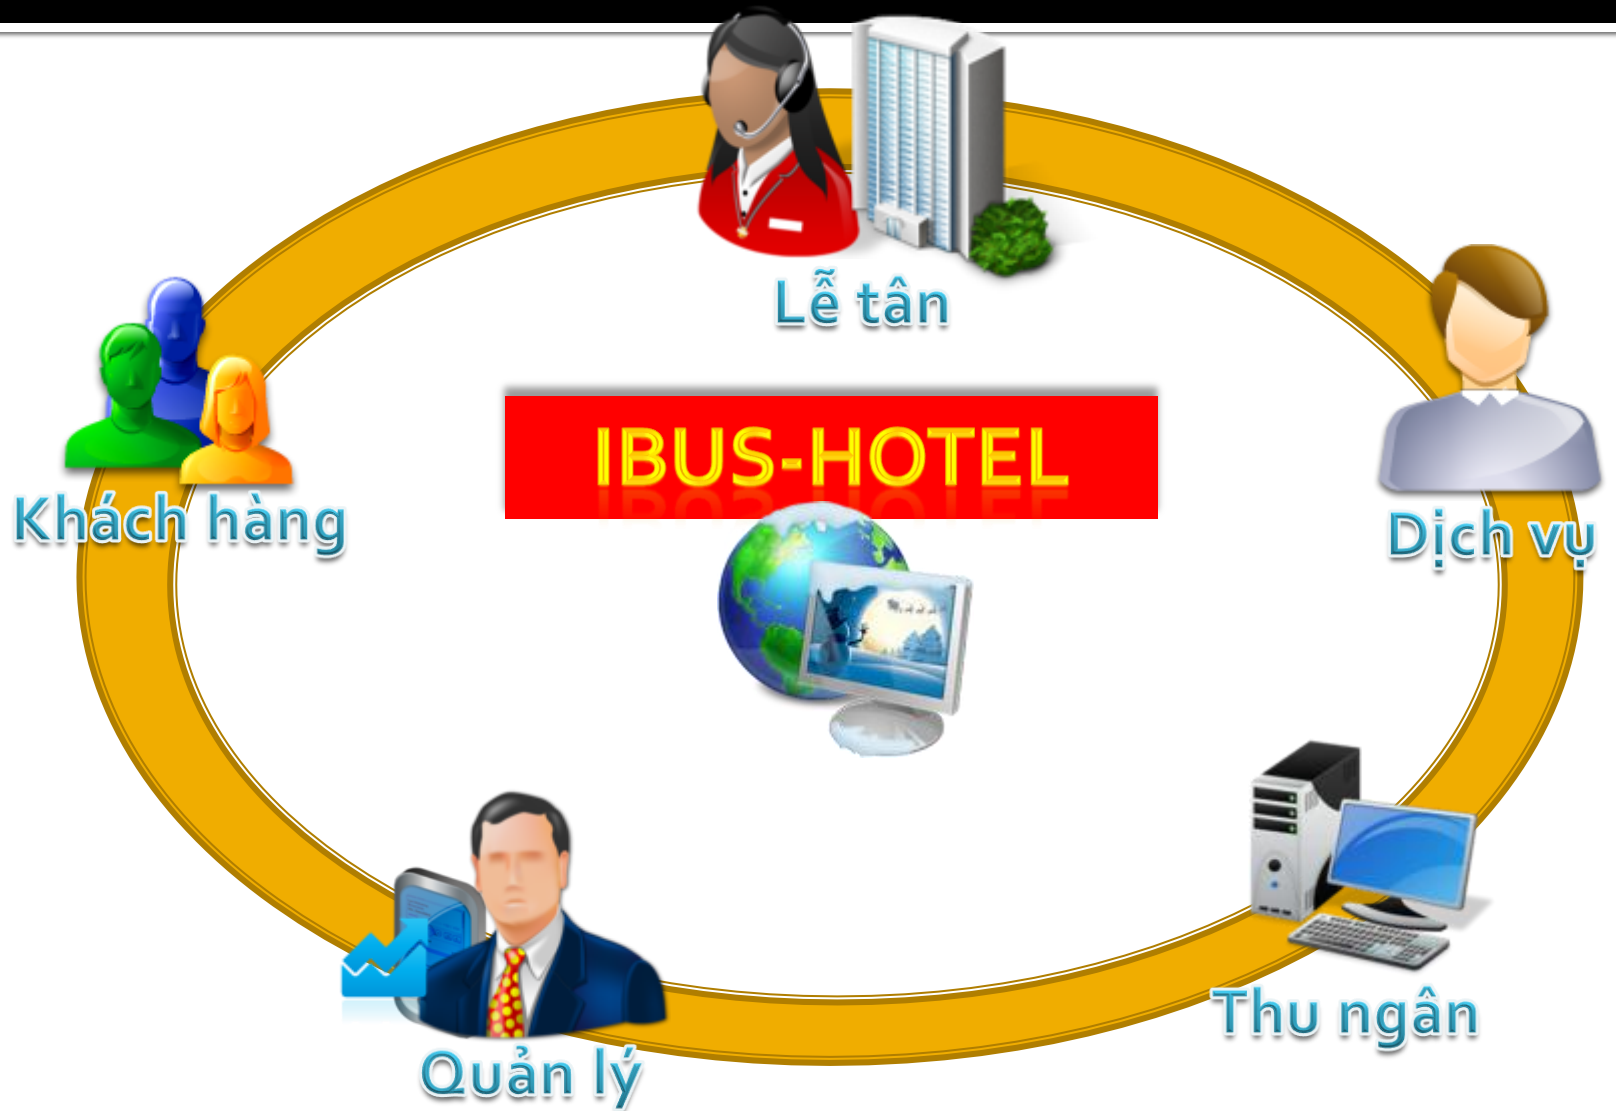 Lễ tân
Khách hàng
IBUS-HOTEL
Dịch vụ
Thu ngân
Quản lý